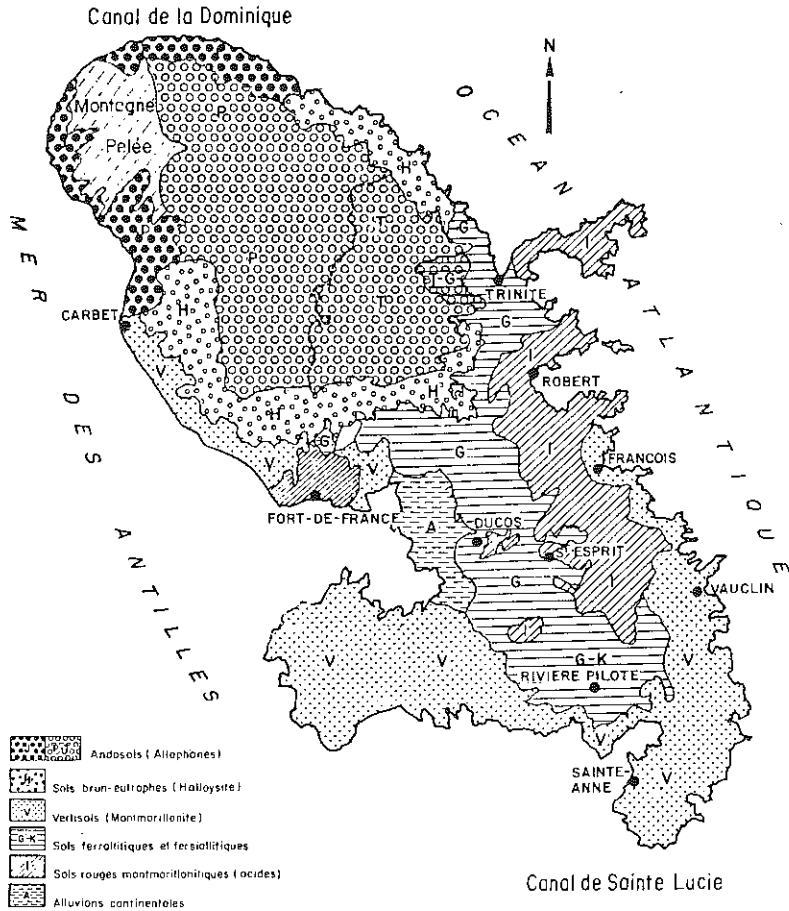 Canal de la Dominique
N
OCEAN ATLANTIQUE
Montagne
Pelée
P
H
T
G
I
T-G
TRINITE
P
T
G
H
CARBET
MER DES ANTILLES
V
I
ROBERT
H
H
G
V
V
G
I
FRANCOIS
FORT-DE-FRANCE
A
DUCOS
ST ESPRIT
G
I
VAUCLIN
I
V
V
G-K
V
RIVIERE PILOTE
V
SAINTE-
ANNE
V
Andosols (Allophanes)
H Sols brun-eutrophes (Halloysite)
V Vertisols (Montmorillonite)
G-K Sols ferrallitiques et fersiallitiques
I Sols rouges montmorillonitiques (acides)
A Alluvions continentales
Canal de Sainte Lucie